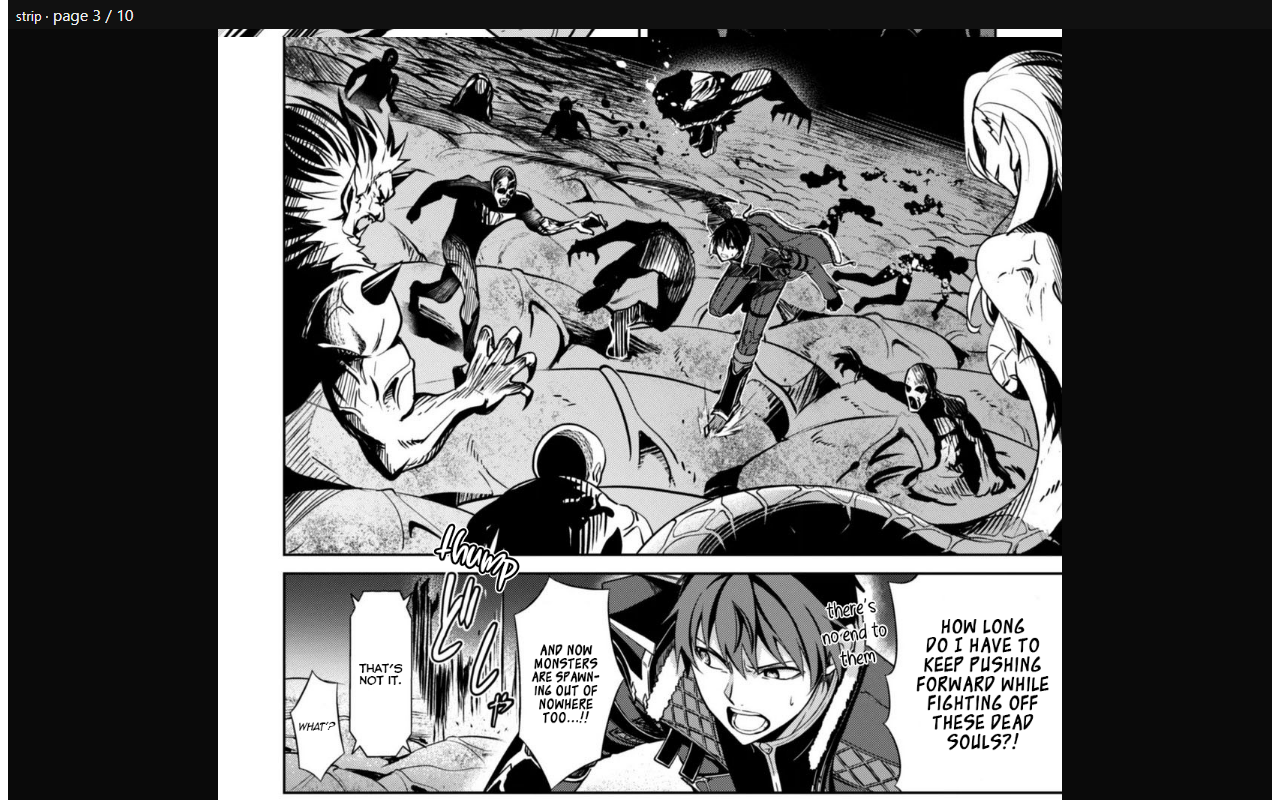 strip · page 3 / 10
thump
HOW LONG
DO I HAVE TO
KEEP PUSHING
FORWARD WHILE
FIGHTING OFF
THESE DEAD
SOULS?!
there's
no end to
them
AND NOW
MONSTERS
ARE SPAWN-
ING OUT OF
NOWHERE
TOO...!!
THAT'S
NOT IT.
WHAT?